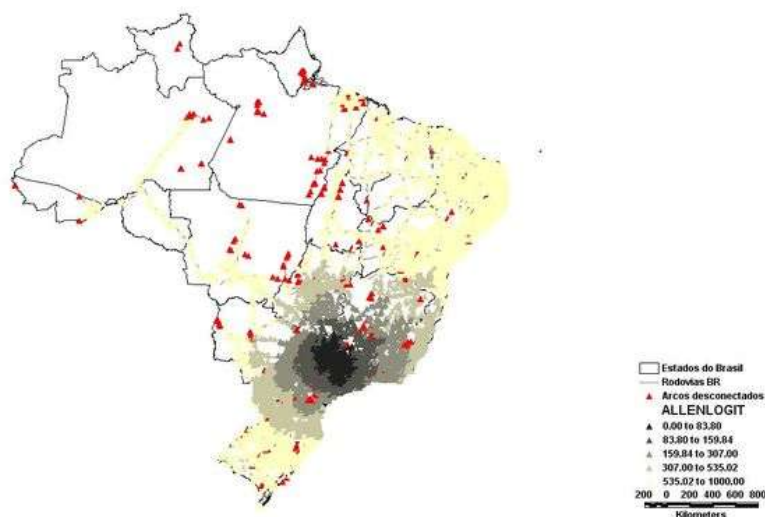 Estados do Brasil
Rodovias BR
Arcos desconectados
ALLENLOGIT
0.00 to 83.80
83.80 to 159.84
159.84 to 307.00
307.00 to 535.02
535.02 to 1000.00
200 0 200 400 600 800
Kilometers